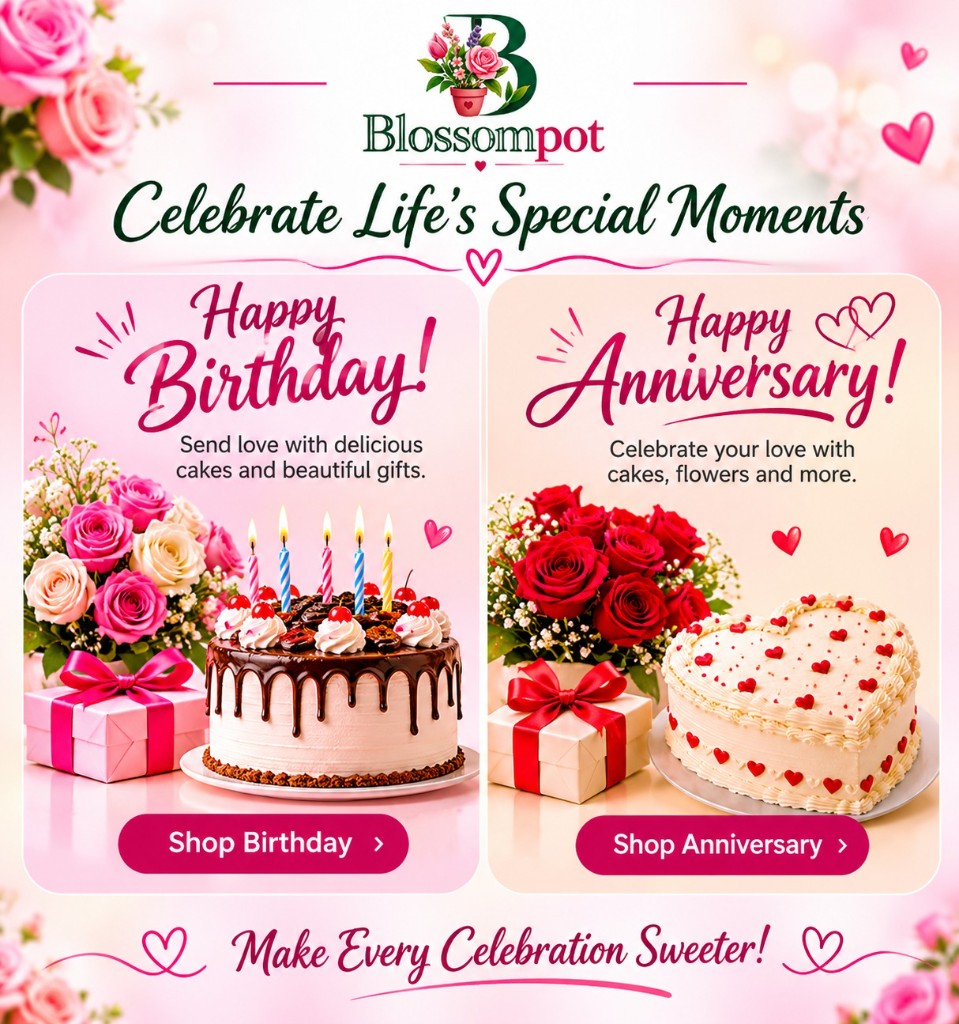 B
Blossompot
Celebrate Life's Special Moments
Happy
Birthday!
Send love with delicious
cakes and beautiful gifts.
Shop Birthday >
Happy
Anniversary!
Celebrate your love with
cakes, flowers and more.
Shop Anniversary >
Make Every Celebration Sweeter!